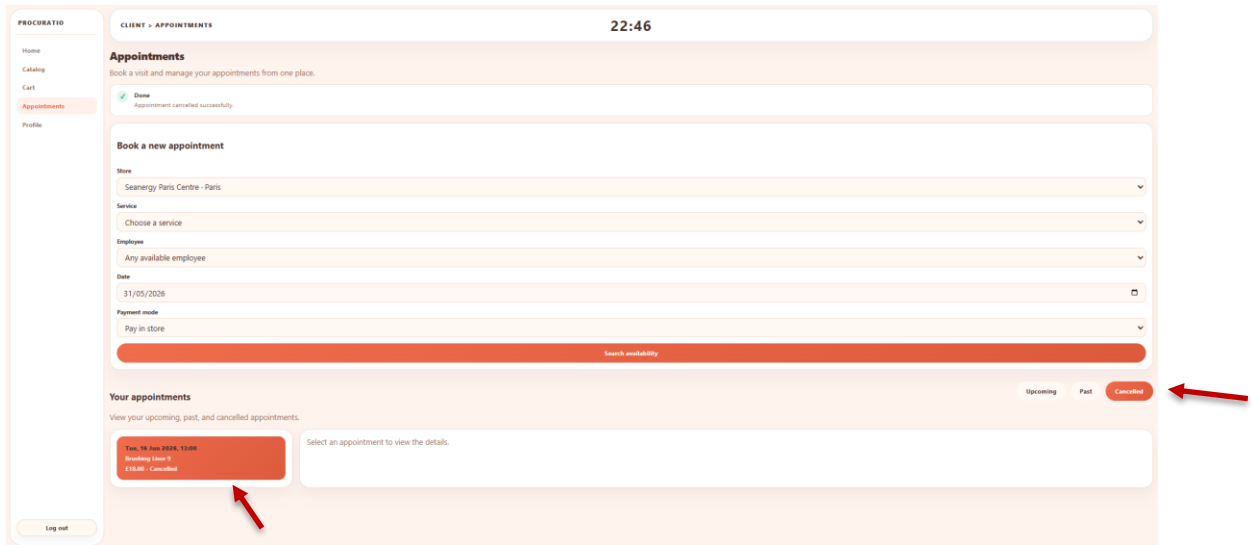 PROCURATIO
Home
Catalog
Cart
Appointments
Profile
Log out
CLIENT > APPOINTMENTS
22:46
Appointments
Book a visit and manage your appointments from one place.
Done
Appointment cancelled successfully.
Book a new appointment
Store
Seanergy Paris Centre - Paris
Service
Choose a service
Employee
Any available employee
Date
31/05/2026
Payment mode
Pay in store
Search availability
Your appointments
Upcoming Past Cancelled
View your upcoming, past, and cancelled appointments.
Tue, 16 Jun 2026, 13:00
Brushing Lisse 9
£18.00 - Cancelled
Select an appointment to view the details.